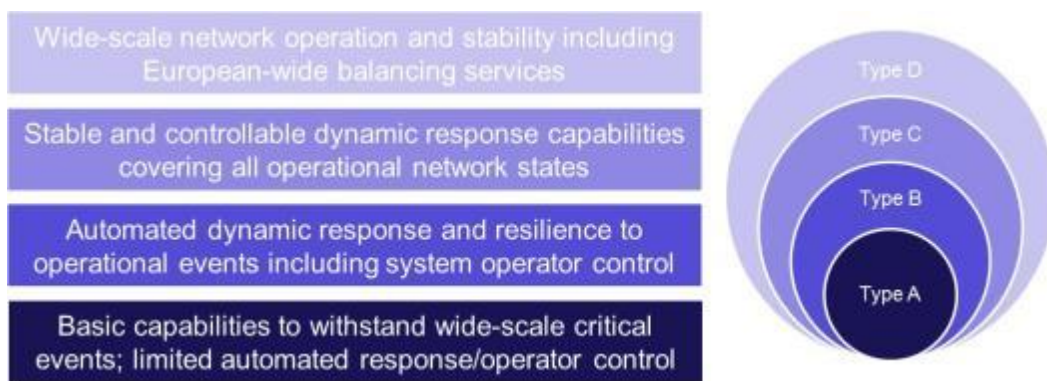 Wide-scale network operation and stability including
European-wide balancing services
Stable and controllable dynamic response capabilities
covering all operational network states
Automated dynamic response and resilience to
operational events including system operator control
Basic capabilities to withstand wide-scale critical
events; limited automated response/operator control
Type D
Type C
Type B
Type A